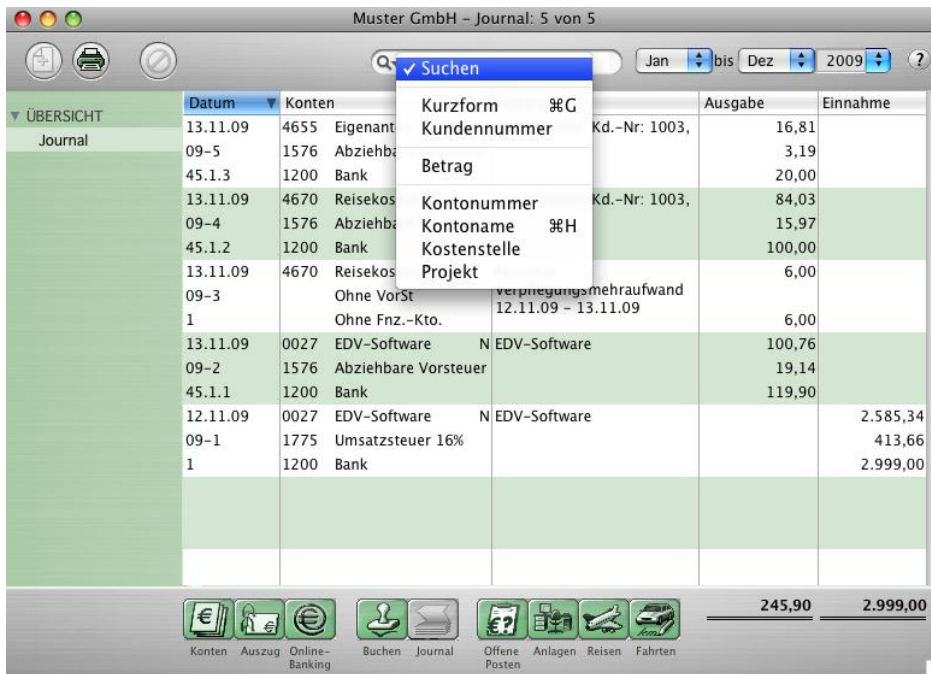 Muster GmbH – Journal: 5 von 5
✓ Suchen
Jan bis Dez 2009 ?
Kurzform ⌘G
Kundennummer
Betrag
Kontonummer
Kontoname ⌘H
Kostenstelle
Projekt
ÜBERSICHT
Journal
Datum Konten Ausgabe Einnahme
13.11.09 4655 Eigenant Kd.-Nr: 1003, 16,81
09-5 1576 Abziehba 3,19
45.1.3 1200 Bank 20,00
13.11.09 4670 Reisekos Kd.-Nr: 1003, 84,03
09-4 1576 Abziehba 15,97
45.1.2 1200 Bank 100,00
13.11.09 4670 Reisekos 6,00
09-3 Ohne VorSt Verpflegungsmehraufwand
12.11.09 – 13.11.09
1 Ohne Fnz.-Kto. 6,00
13.11.09 0027 EDV-Software N EDV-Software 100,76
09-2 1576 Abziehbare Vorsteuer 19,14
45.1.1 1200 Bank 119,90
12.11.09 0027 EDV-Software N EDV-Software 2.585,34
09-1 1775 Umsatzsteuer 16% 413,66
1 1200 Bank 2.999,00
245,90 2.999,00
Konten Auszug Online-Banking Buchen Journal Offene Posten Anlagen Reisen Fahrten